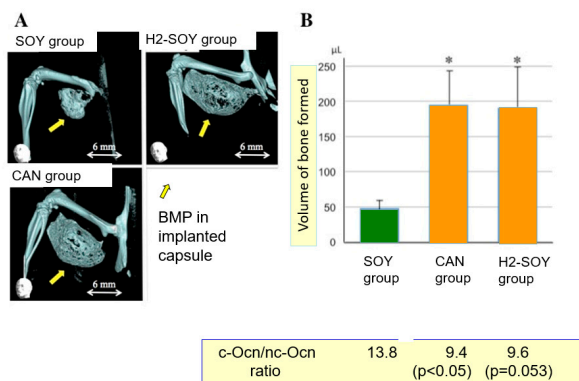 A
SOY group
H2-SOY group
6 mm
6 mm
CAN group
6 mm
BMP in
implanted
capsule
B
µL
Volume of bone formed
250
200
150
100
50
0
*
*
SOY
group
CAN
group
H2-SOY
group
c-Ocn/nc-Ocn
ratio
13.8
9.4
(p<0.05)
9.6
(p=0.053)